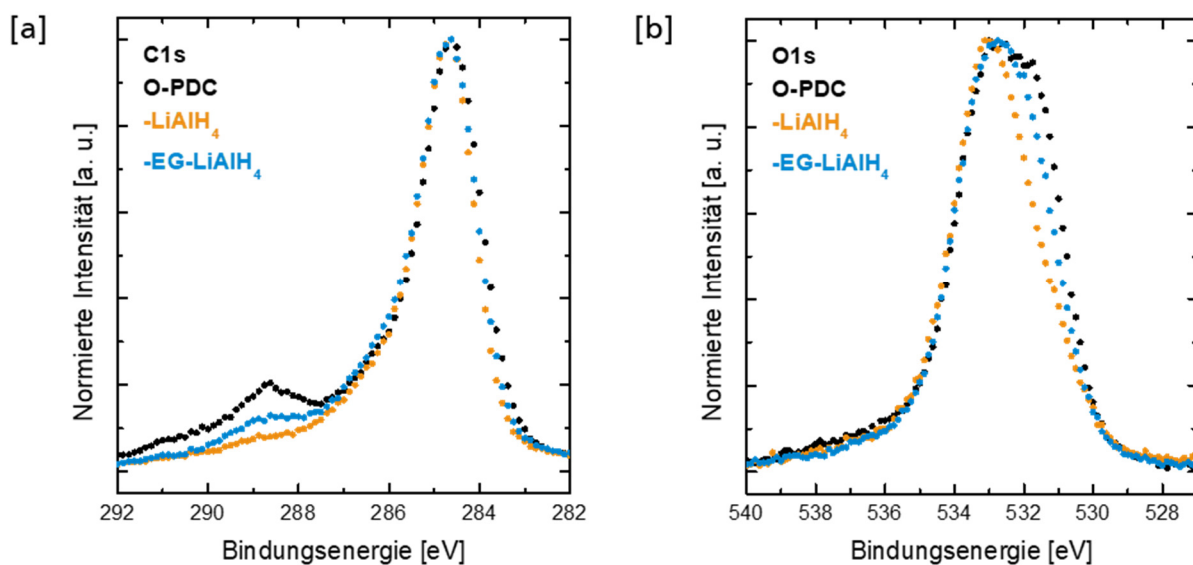 [a]
C1s
O-PDC
-LiAlH4
-EG-LiAlH4
Normierte Intensität [a. u.]
292 290 288 286 284 282
Bindungsenergie [eV]
[b]
O1s
O-PDC
-LiAlH4
-EG-LiAlH4
Normierte Intensität [a. u.]
540 538 536 534 532 530 528
Bindungsenergie [eV]